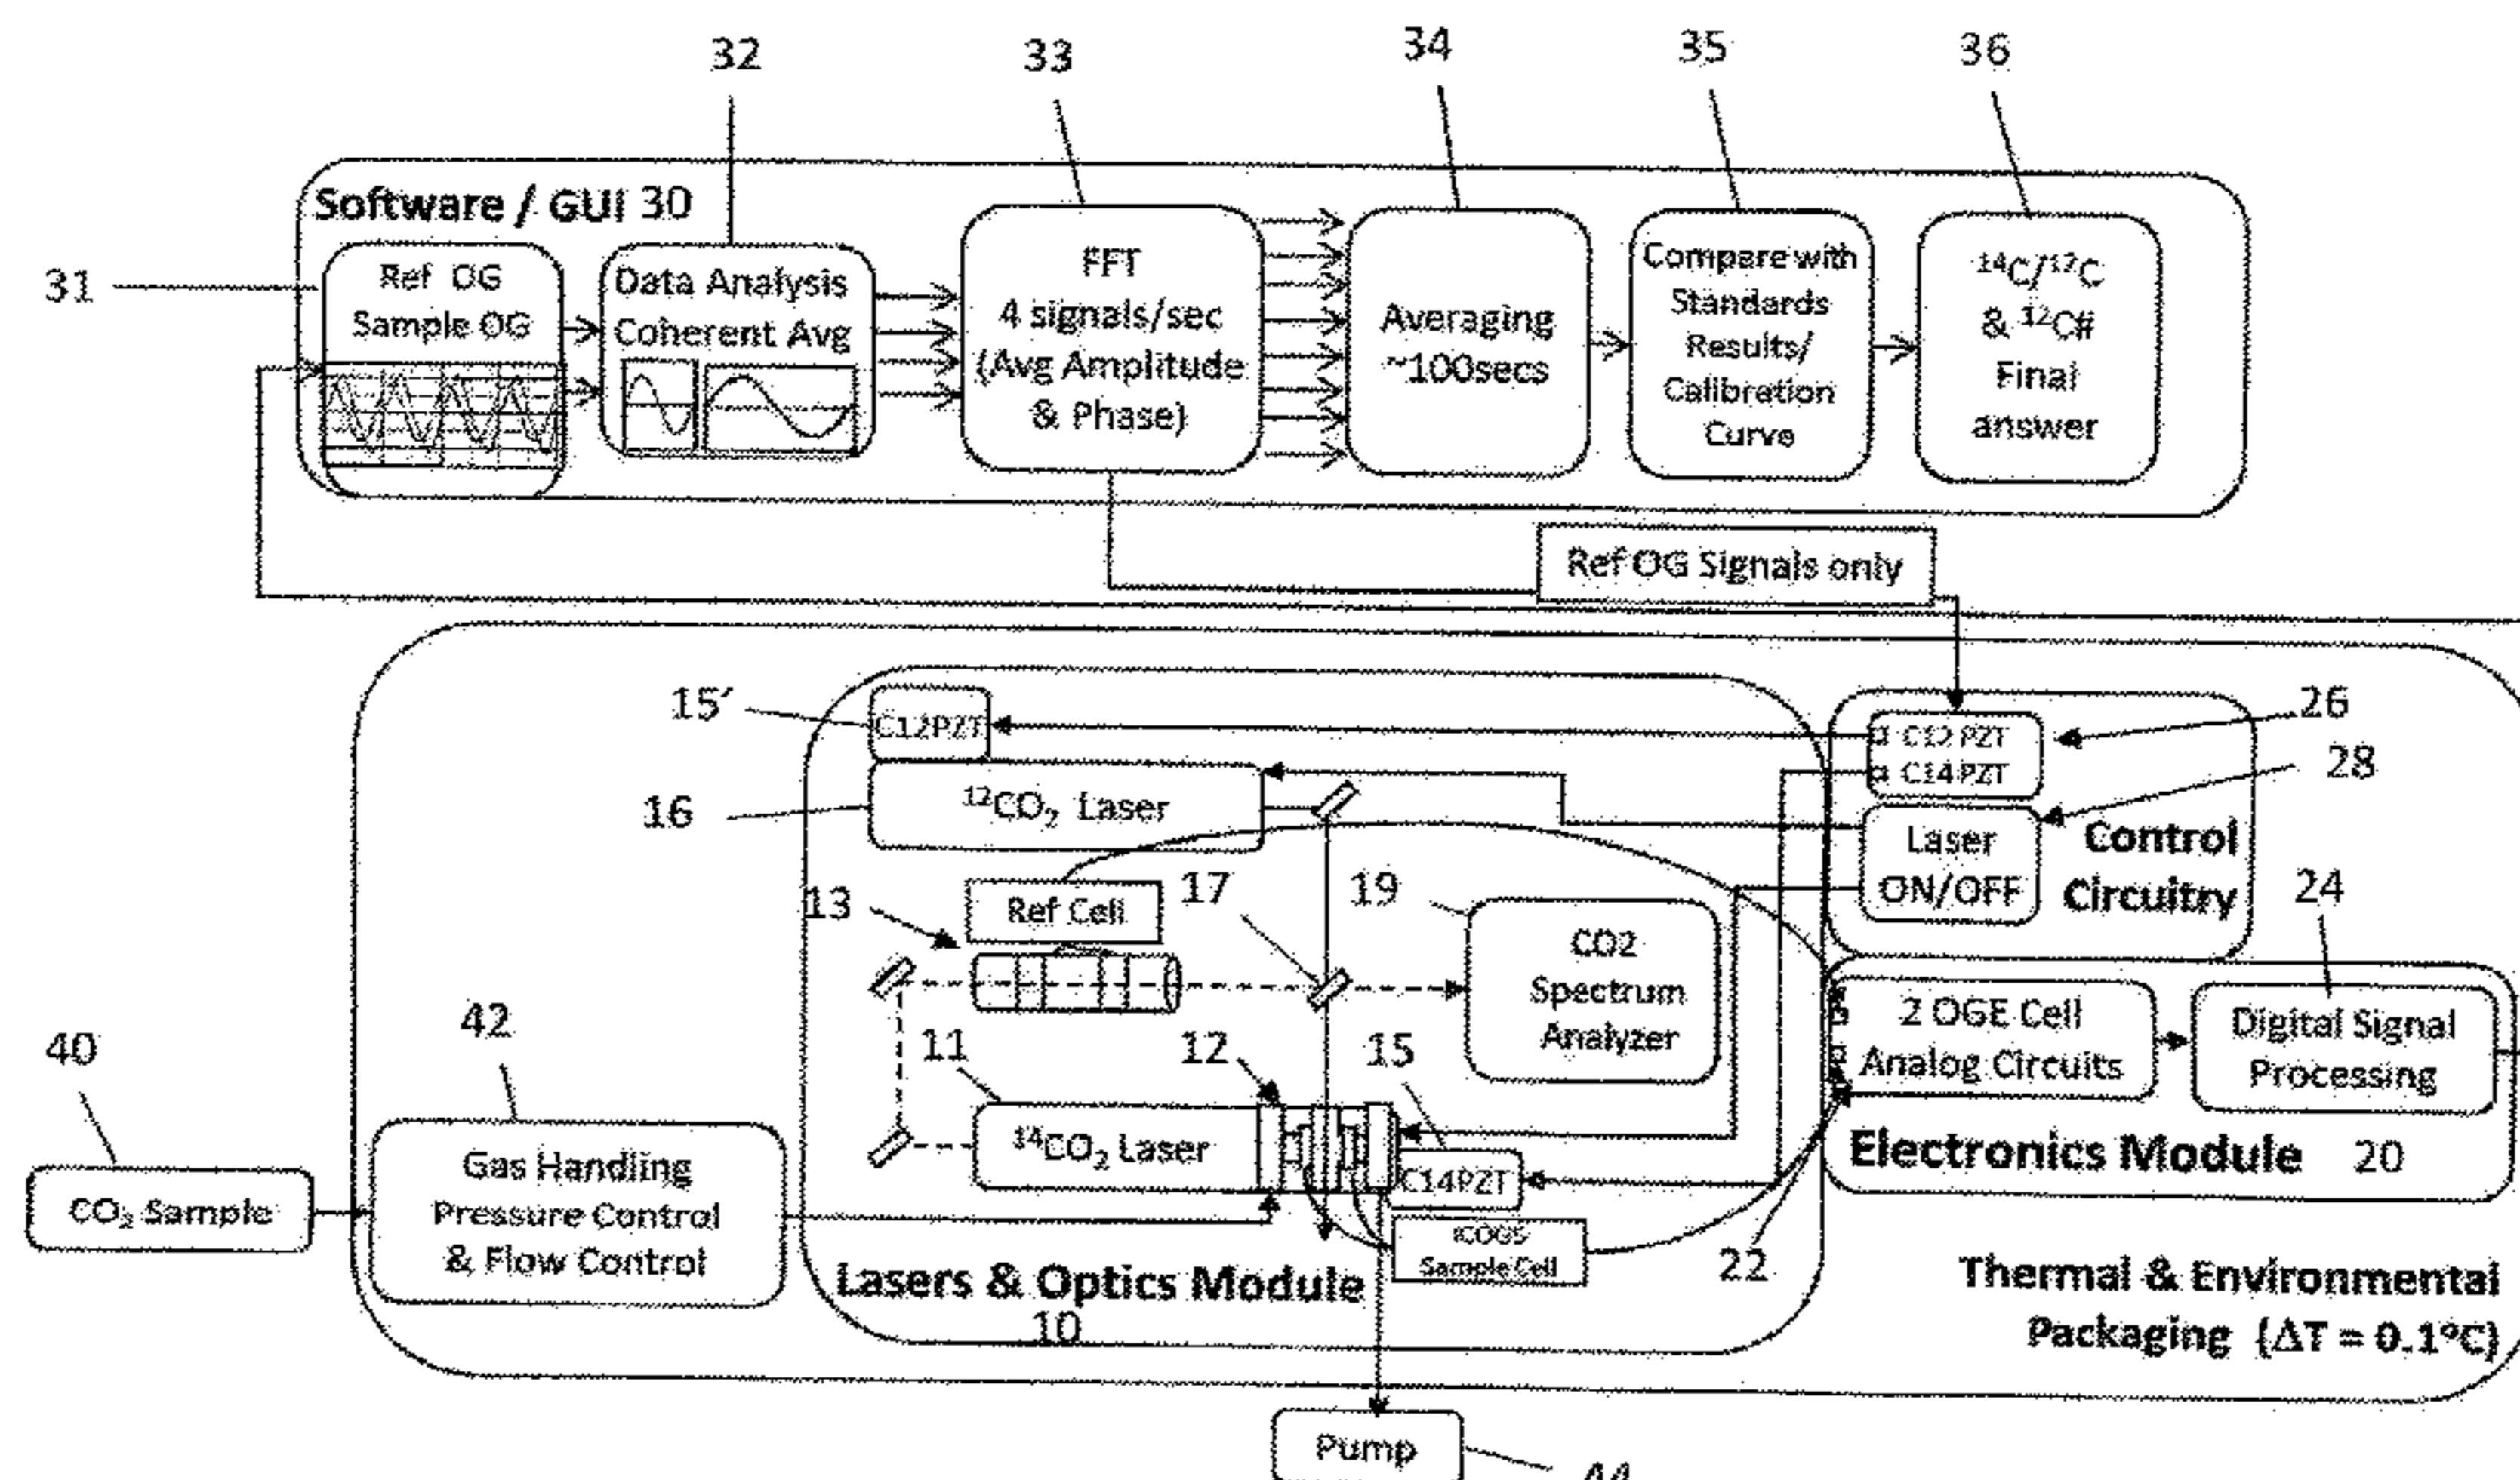 32
33
34
35
36
Software / GUI 30
31
Ref OG
Sample OG
Data Analysis
Coherent Avg
FFT
4 signals/sec
(Avg Amplitude
& Phase)
Averaging
~100secs
Compare with
Standards
Results/
Calibration
Curve
¹⁴C/¹²C
& ¹²C#
Final
answer
Ref OG Signals only
15′
C12PZT
C12 PZT
C14 PZT
26
28
16
¹²CO₂ Laser
Laser
ON/OFF
Control
Circuitry
13
Ref Cell
17
19
CO2
Spectrum
Analyzer
24
2 OGE Cell
Analog Circuits
Digital Signal
Processing
40
42
11
12
15
¹⁴CO₂ Laser
C14PZT
Electronics Module 20
CO₂ Sample
Gas Handling
Pressure Control
& Flow Control
ICOGS
Sample Cell
22
Lasers & Optics Module
10
Thermal & Environmental
Packaging (ΔT = 0.1°C)
Pump
44